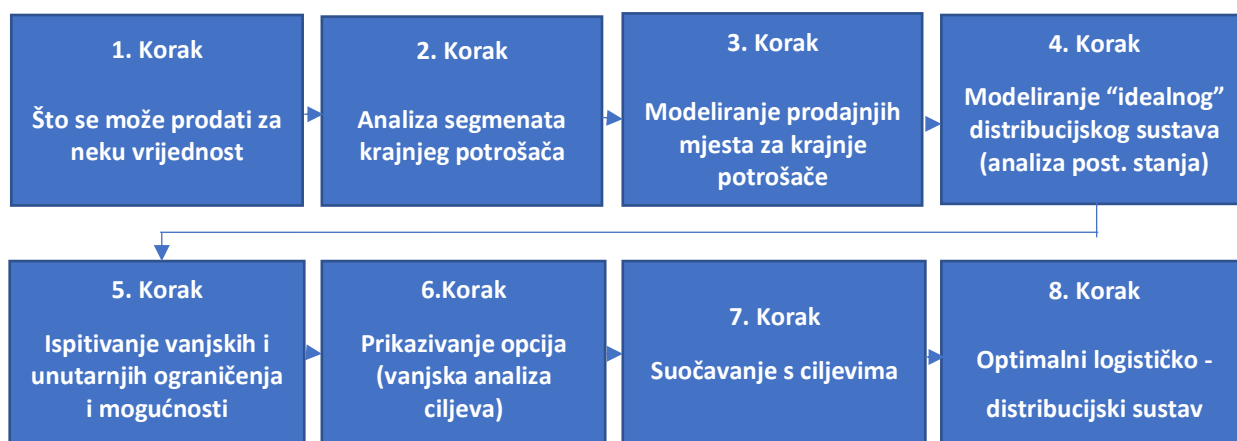 1. Korak
Što se može prodati za
neku vrijednost
2. Korak
Analiza segmenata
krajnjeg potrošača
3. Korak
Modeliranje prodajnjih
mjesta za krajnje
potrošače
4. Korak
Modeliranje “idealnog”
distribucijskog sustava
(analiza post. stanja)
5. Korak
Ispitivanje vanjskih i
unutarnjih ograničenja
i mogućnosti
6.Korak
Prikazivanje opcija
(vanjska analiza
ciljeva)
7. Korak
Suočavanje s ciljevima
8. Korak
Optimalni logističko -
distribucijski sustav